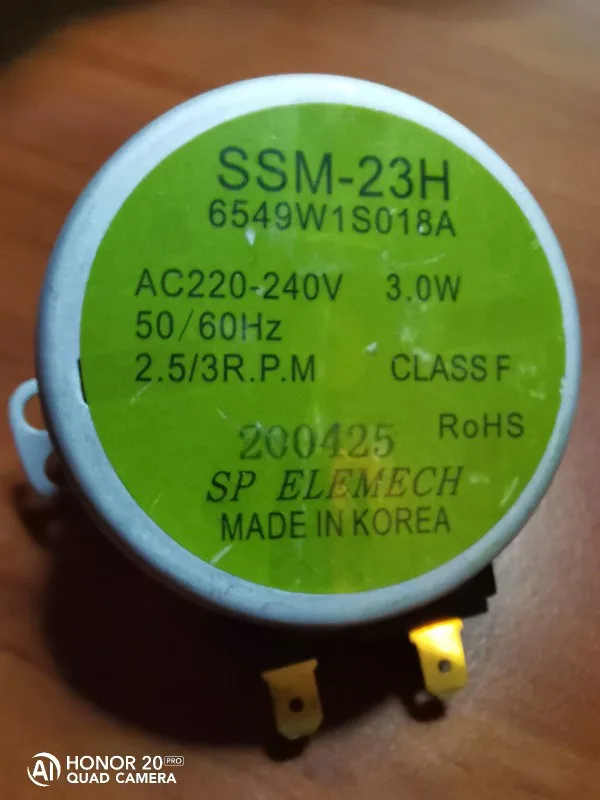 SSM-23H
6549W1S018A
AC220-240V 3.0W
50/60Hz
2.5/3R.P.M CLASS F
200425 RoHS
SP ELEMECH
MADE IN KOREA
AI HONOR 20 PRO
QUAD CAMERA